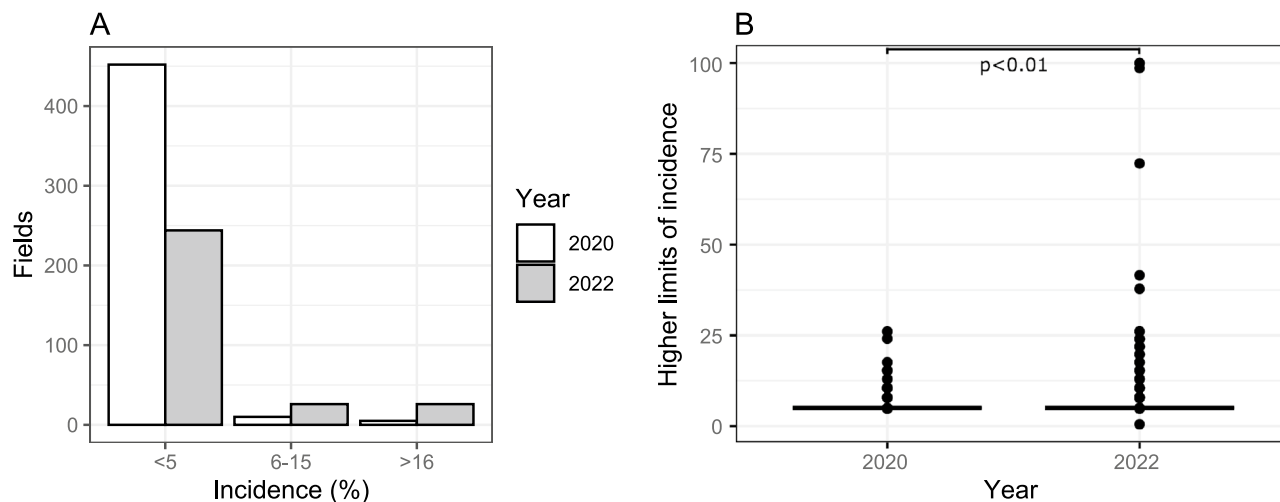 A
Fields
400
300
200
100
0
<5
6-15
>16
Incidence (%)
Year
2020
2022
B
Higher limits of incidence
100
75
50
25
0
p<0.01
2020
2022
Year